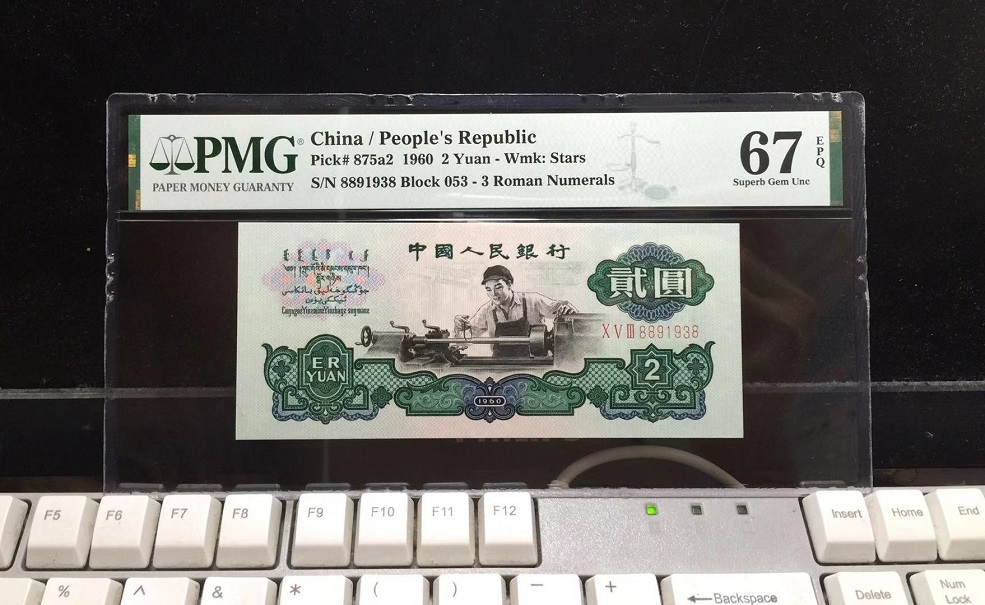 PMG®
PAPER MONEY GUARANTY
China / People's Republic
Pick# 875a2 1960 2 Yuan - Wmk: Stars
S/N 8891938 Block 053 - 3 Roman Numerals
67
EPQ
Superb Gem Unc
中國人民銀行
貳圓
XVIII 8891938
ER
YUAN
2
1960
F5
F6
F7
F8
F9
F10
F11
F12
Insert
Home
End
%
^
&
*
(
)
—
+
←Backspace
Delete
Num
Lock